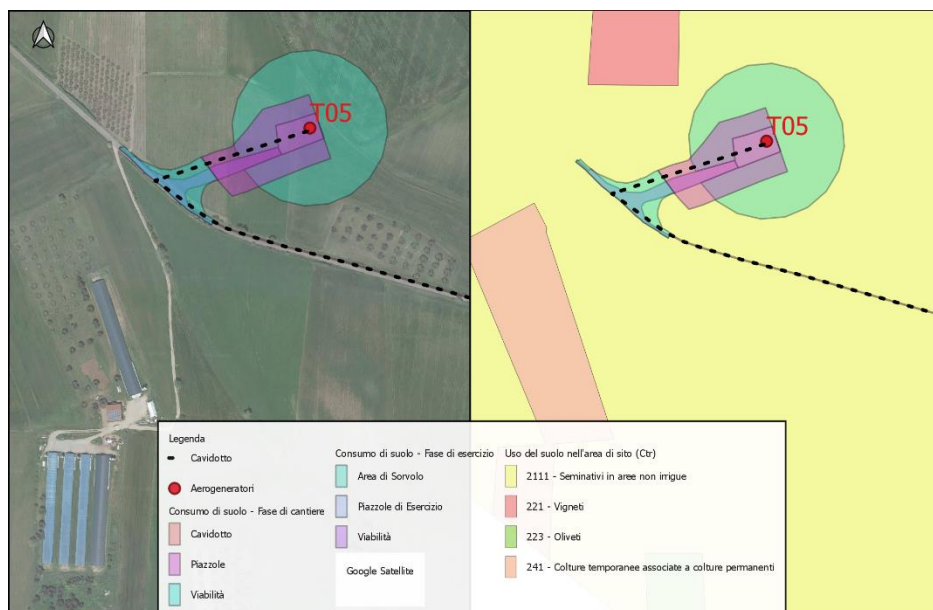 T05
T05
Legenda
Cavidotto
Aerogeneratori
Consumo di suolo - Fase di cantiere
Cavidotto
Piazzole
Viabilità
Consumo di suolo - Fase di esercizio
Area di Sorvolo
Piazzole di Esercizio
Viabilità
Google Satellite
Uso del suolo nell'area di sito (Ctr)
2111 - Seminativi in aree non irrigue
221 - Vigneti
223 - Oliveti
241 - Colture temporanee associate a colture permanenti